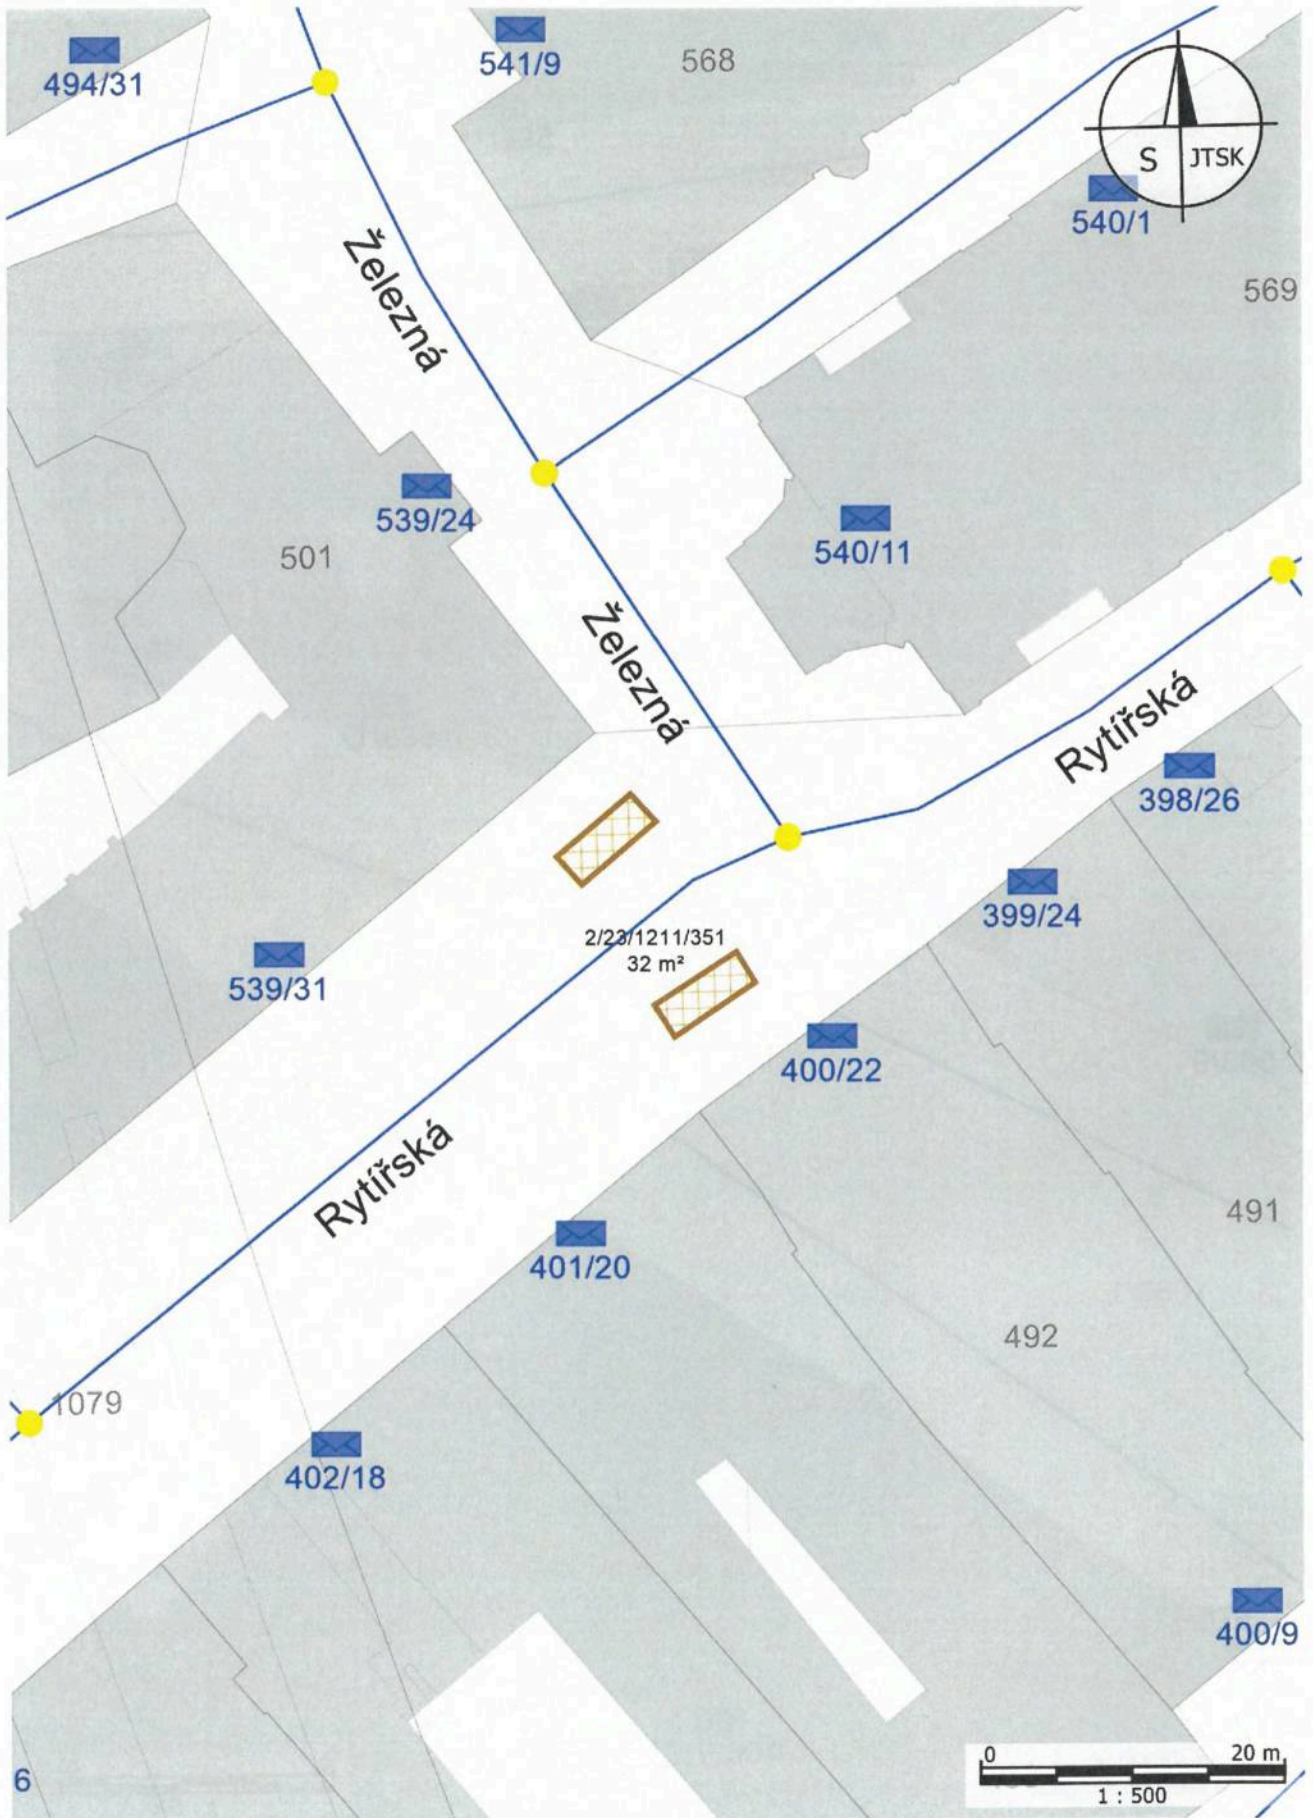 494/31
541/9
568
S
JTSK
540/1
569
Železná
539/24
501
540/11
Železná
Rytířská
398/26
399/24
2/23/1211/351
32 m²
539/31
400/22
Rytířská
401/20
491
492
1079
402/18
400/9
0
20 m
1 : 500
6